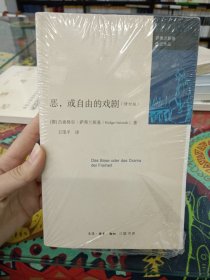 恶，或自由的戏剧（修订版）
[德]吕迪格尔·萨弗兰斯基（Rüdiger Safranski） 著
卫茂平 译
Das Böse oder das Drama
der Freiheit
生活·读书·新知 三联书店